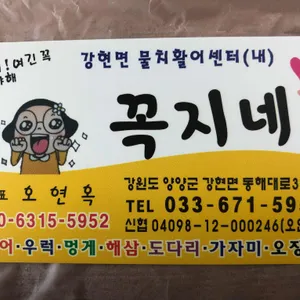 강현면 물치활어센터(내)
!여긴꼭
해
꼭지네
표 호 연 옥
강원도 양양군 강현면 동해대로3
0-6315-5952
TEL 033-671-59
신협 04098-12-000246(오
어·우럭·멍게·해삼·도다리·가자미·오징